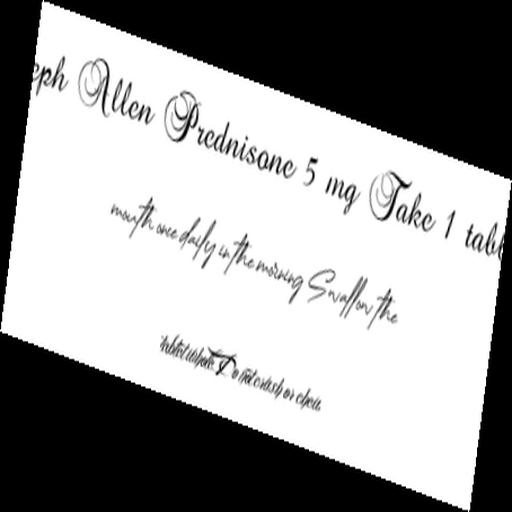 eph Allen Prednisone 5 mg Take 1 tabl
mouth once daily in the morning Swallow the
tablet whole. Do not crush or chew.